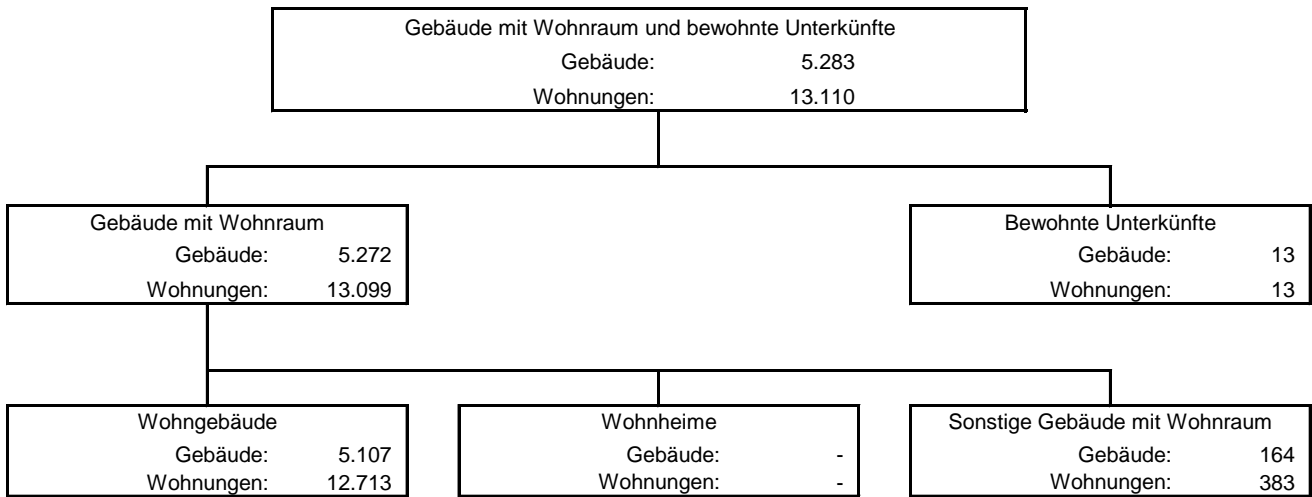 Gebäude mit Wohnraum und bewohnte Unterkünfte
Gebäude: 5.283
Wohnungen: 13.110
Gebäude mit Wohnraum
Gebäude: 5.272
Wohnungen: 13.099
Bewohnte Unterkünfte
Gebäude: 13
Wohnungen: 13
Wohngebäude
Gebäude: 5.107
Wohnungen: 12.713
Wohnheime
Gebäude: -
Wohnungen: -
Sonstige Gebäude mit Wohnraum
Gebäude: 164
Wohnungen: 383